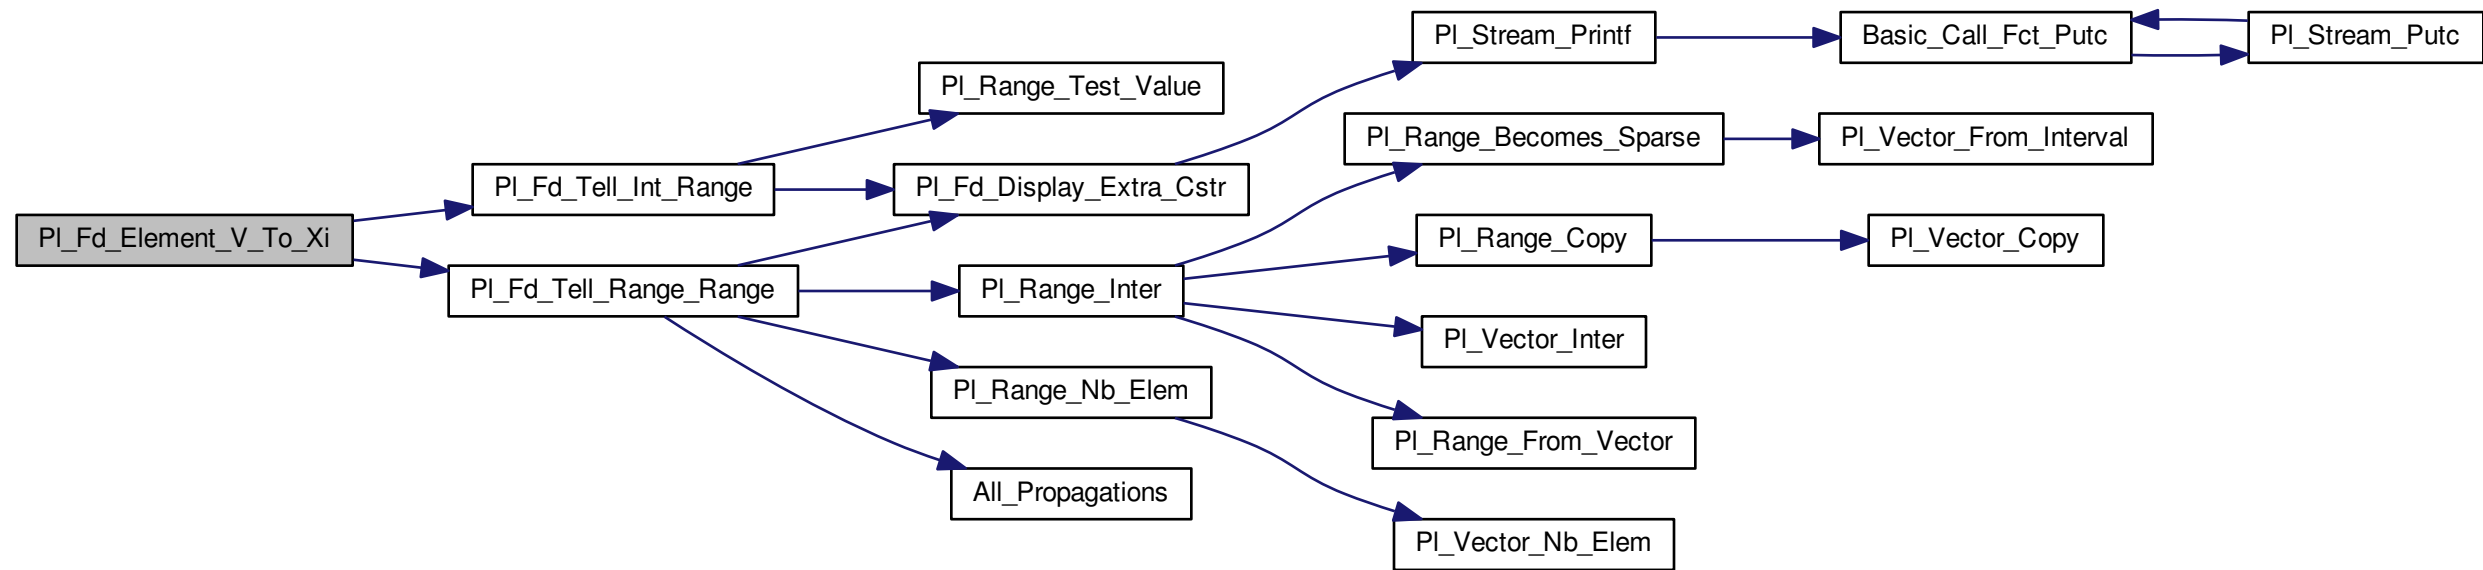 Pl_Stream_Printf
Basic_Call_Fct_Putc
Pl_Stream_Putc
Pl_Range_Test_Value
Pl_Range_Becomes_Sparse
Pl_Vector_From_Interval
Pl_Fd_Tell_Int_Range
Pl_Fd_Display_Extra_Cstr
Pl_Fd_Element_V_To_Xi
Pl_Range_Copy
Pl_Vector_Copy
Pl_Fd_Tell_Range_Range
Pl_Range_Inter
Pl_Vector_Inter
Pl_Range_Nb_Elem
Pl_Range_From_Vector
All_Propagations
Pl_Vector_Nb_Elem